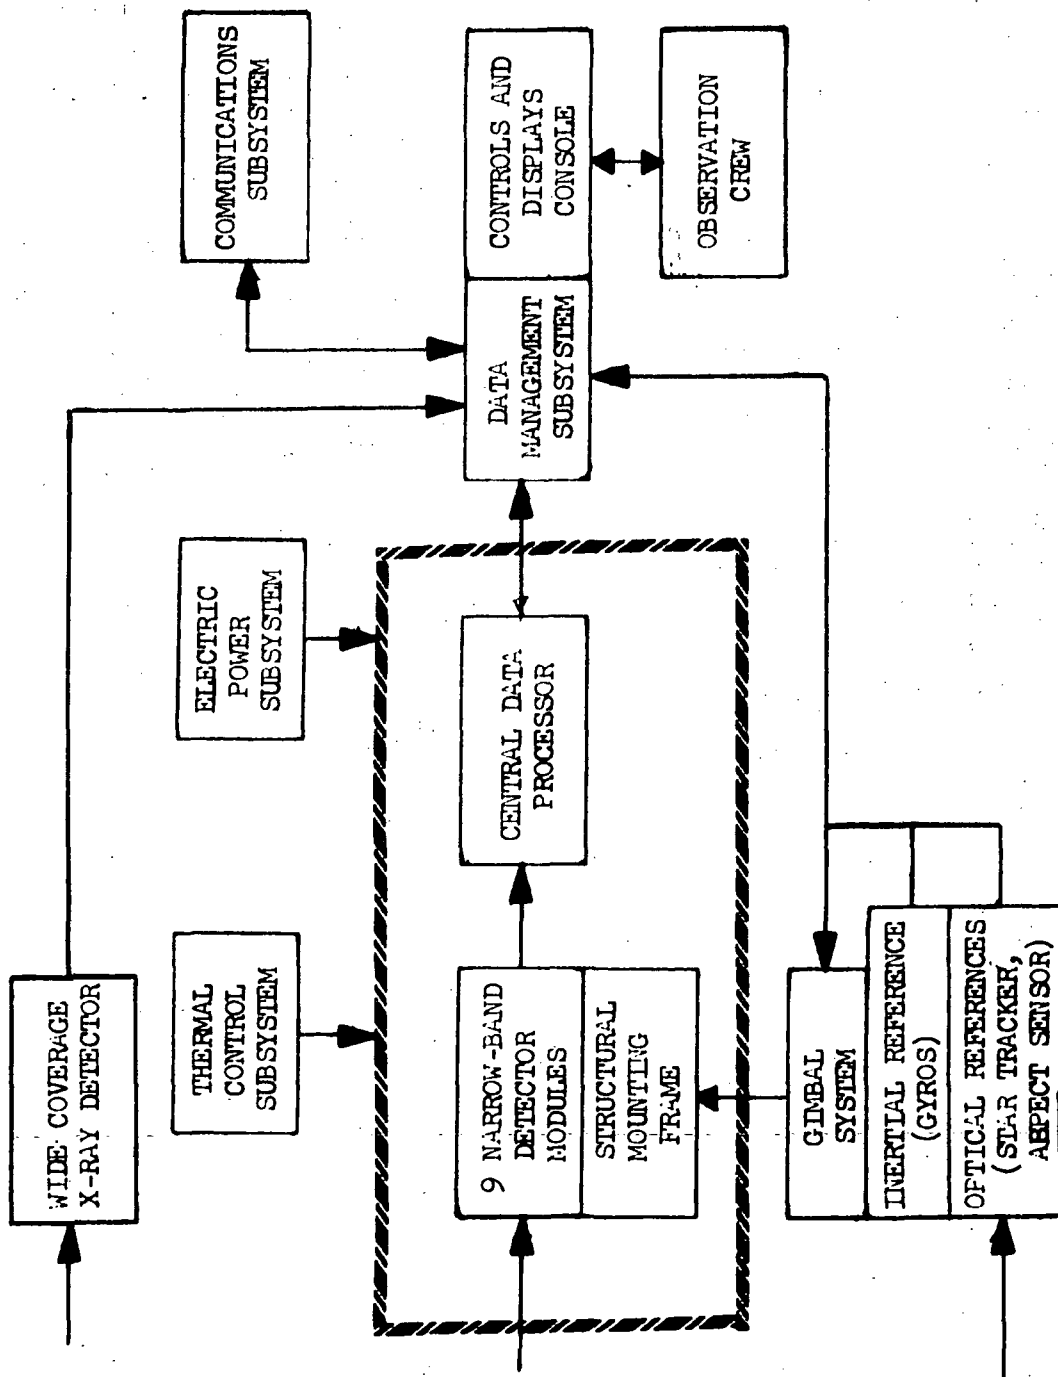 WIDE COVERAGE
X-RAY DETECTOR
THERMAL
CONTROL
SUBSYSTEM
ELECTRIC
POWER
SUBSYSTEM
COMMUNICATIONS
SUBSYSTEM
9 NARROW-BAND
DETECTOR
MODULES
STRUCTURAL
MOUNTING
FRAME
CENTRAL DATA
PROCESSOR
DATA
MANAGEMENT
SUBSYSTEM
CONTROLS AND
DISPLAYS
CONSOLE
OBSERVATION
CREW
GIMBAL
SYSTEM
INERTIAL REFERENCE
(GYROS)
OPTICAL REFERENCES
(STAR TRACKER,
ASPECT SENSOR)